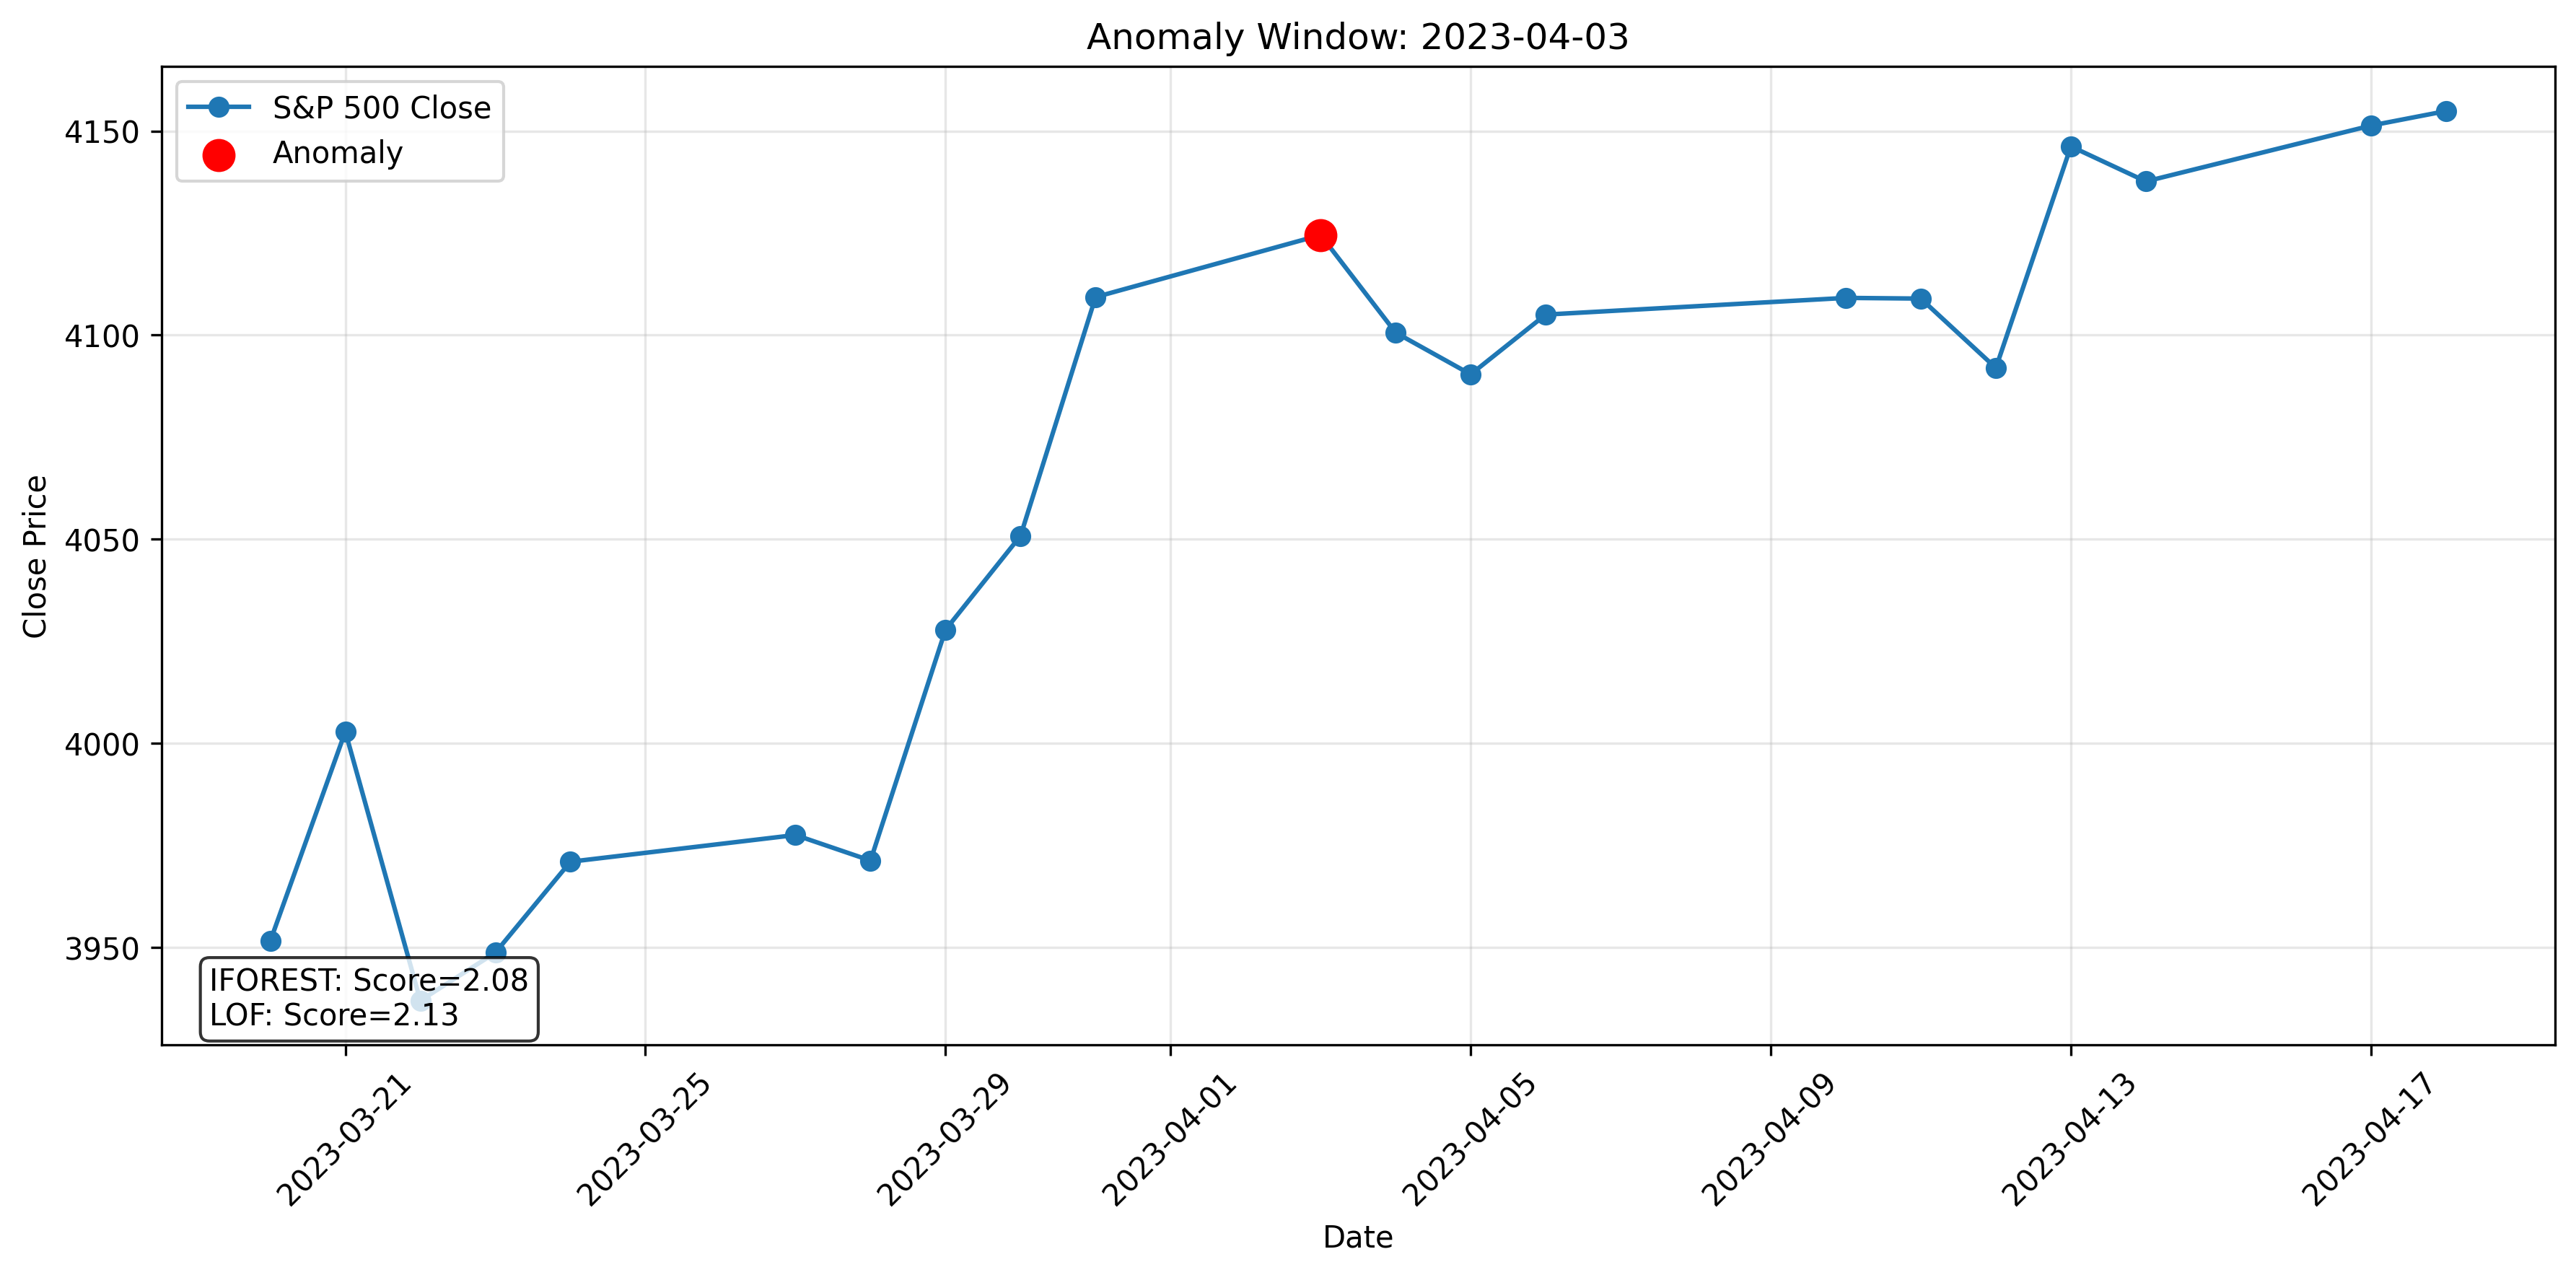 Anomaly Window: 2023-04-03
S&P 500 Close
Anomaly
4150
4100
4050
4000
3950
Close Price
IFOREST: Score=2.08
LOF: Score=2.13
2023-03-21
2023-03-25
2023-03-29
2023-04-01
2023-04-05
2023-04-09
2023-04-13
2023-04-17
Date